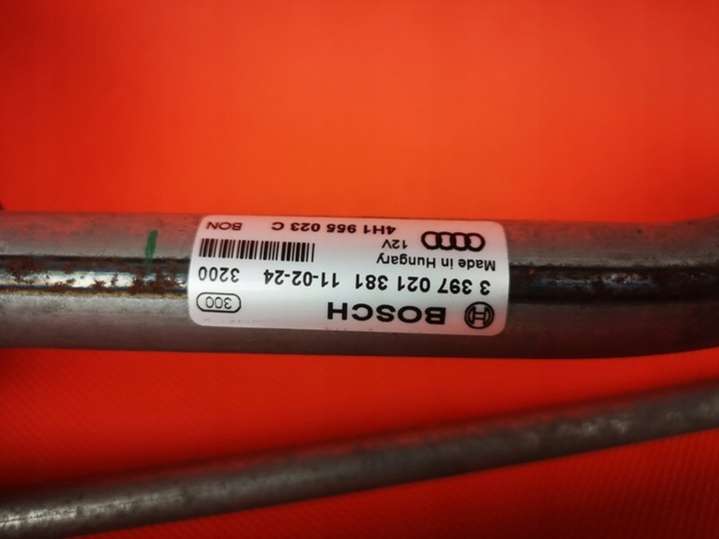 BOSCH 300
3 397 021 381 11-02-24 3200
Made in Hungary
12V
4H1 955 023 C BON